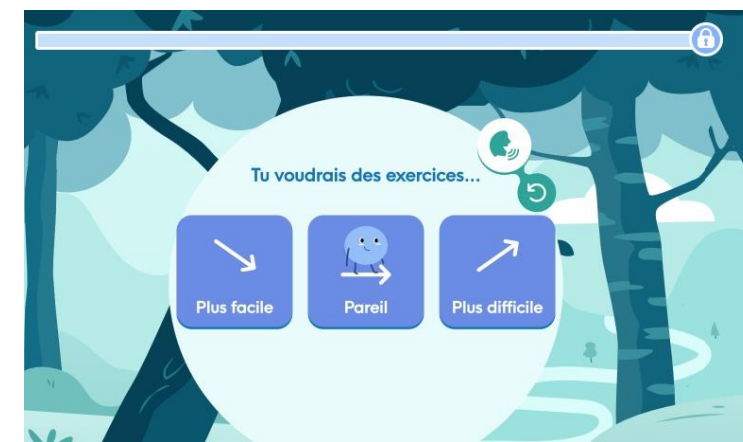 Tu voudrais des exercices...
Plus facile
Pareil
Plus difficile